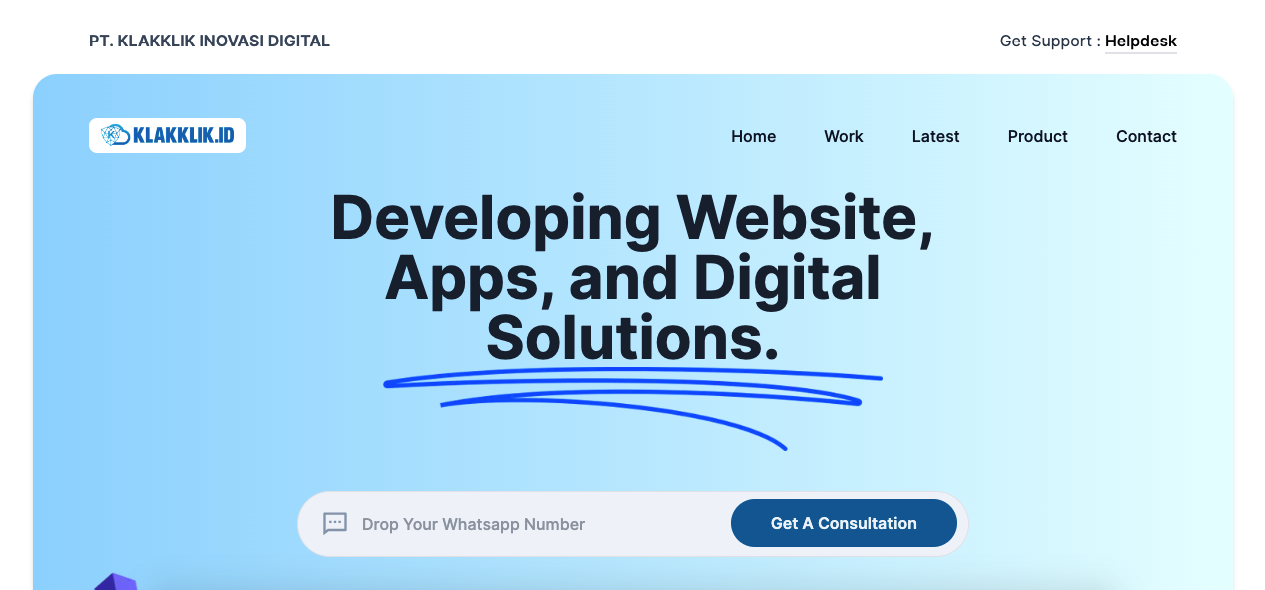 PT. KLAKKLIK INOVASI DIGITAL
Get Support : Helpdesk
KLAKKLIK.ID
Home Work Latest Product Contact
Developing Website,
Apps, and Digital
Solutions.
Drop Your Whatsapp Number
Get A Consultation